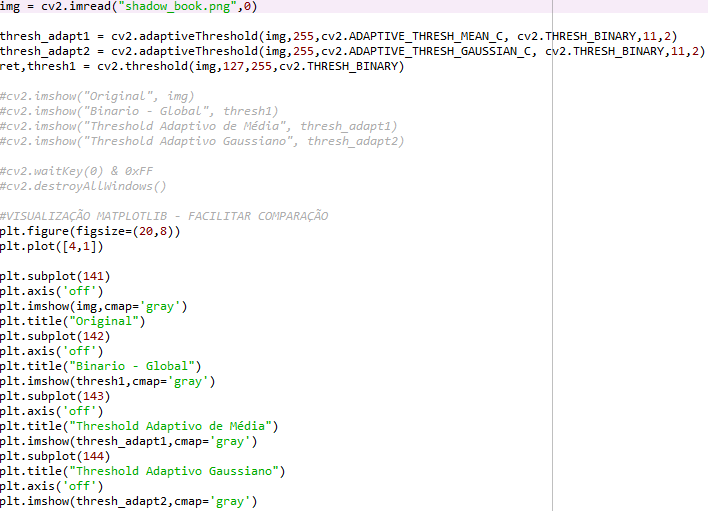 img = cv2.imread("shadow_book.png",0)
thresh_adapt1 = cv2.adaptiveThreshold(img,255,cv2.ADAPTIVE_THRESH_MEAN_C, cv2.THRESH_BINARY,11,2)
thresh_adapt2 = cv2.adaptiveThreshold(img,255,cv2.ADAPTIVE_THRESH_GAUSSIAN_C, cv2.THRESH_BINARY,11,2)
ret,thresh1 = cv2.threshold(img,127,255,cv2.THRESH_BINARY)
#cv2.imshow("Original", img)
#cv2.imshow("Binario - Global", thresh1)
#cv2.imshow("Threshold Adaptivo de Média", thresh_adapt1)
#cv2.imshow("Threshold Adaptivo Gaussiano", thresh_adapt2)
#cv2.waitKey(0) & 0xFF
#cv2.destroyAllWindows()
#VISUALIZAÇÃO MATPLOTLIB - FACILITAR COMPARAÇÃO
plt.figure(figsize=(20,8))
plt.plot([4,1])
plt.subplot(141)
plt.axis('off')
plt.imshow(img,cmap='gray')
plt.title("Original")
plt.subplot(142)
plt.axis('off')
plt.title("Binario - Global")
plt.imshow(thresh1,cmap='gray')
plt.subplot(143)
plt.axis('off')
plt.title("Threshold Adaptivo de Média")
plt.imshow(thresh_adapt1,cmap='gray')
plt.subplot(144)
plt.title("Threshold Adaptivo Gaussiano")
plt.axis('off')
plt.imshow(thresh_adapt2,cmap='gray')